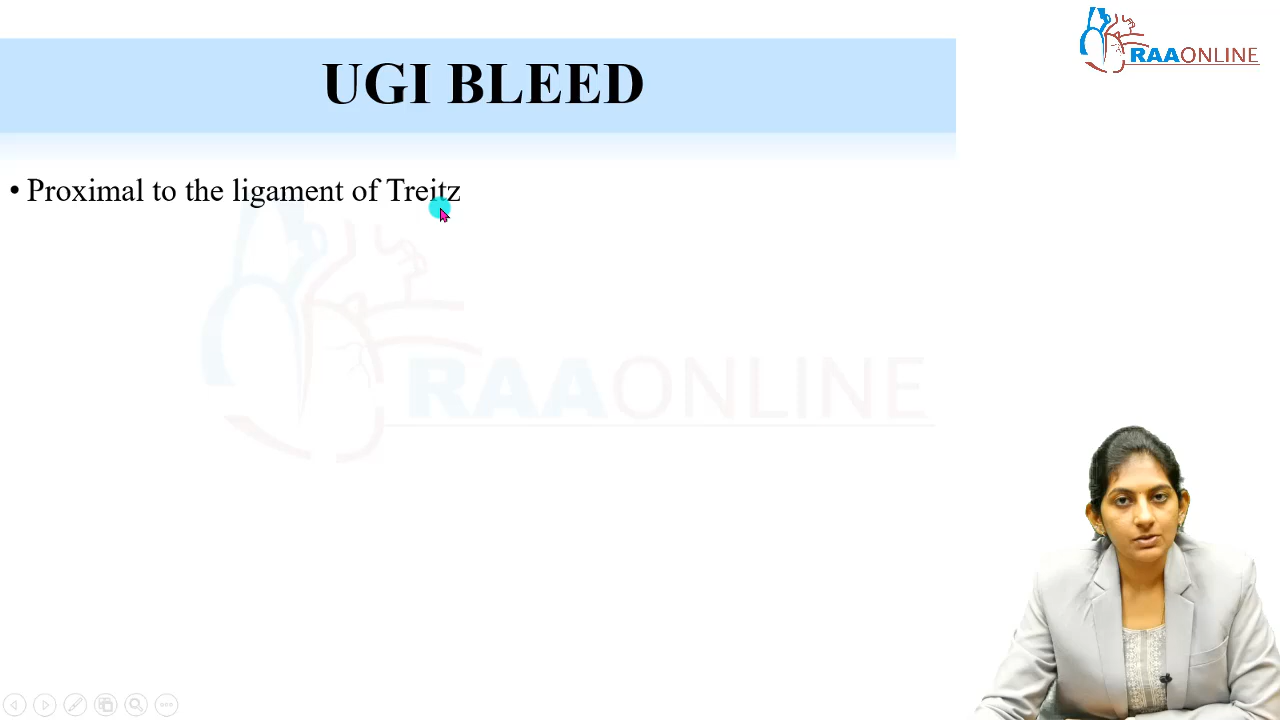 RAAONLINE
UGI BLEED
• Proximal to the ligament of Treitz
RAAONLINE